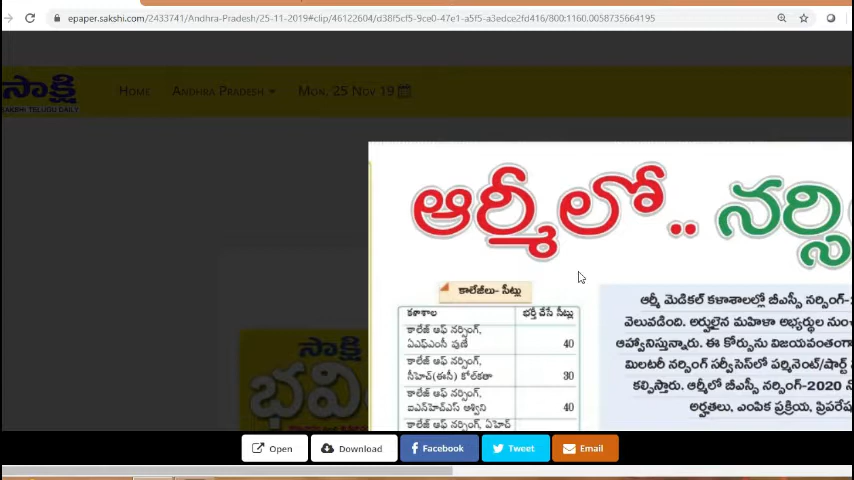 epaper.sakshi.com/2433741/Andhra-Pradesh/25-11-2019#clip/46122604/d38f5cf5-9ce0-47e1-a5f5-a3edce2fd416/800:1160.0058735664195
సాక్షి
SAKSHI TELUGU DAILY
HOME
ANDHRA PRADESH
MON, 25 NOV 19
ఆర్మీలో..
కాలేజీలు- సీట్లు
కళాశాల భర్తీ చేసే సీట్లు
కాలేజ్ ఆఫ్ నర్సింగ్,
ఏఎఫ్ఎంసీ పుణే 40
కాలేజ్ ఆఫ్ నర్సింగ్,
సీహెచ్(ఈసీ) కోల్‌కతా 30
కాలేజ్ ఆఫ్ నర్సింగ్,
ఐఎన్‌హెచ్ఎస్ అశ్విని 40
కాలేజ్ ఆఫ్ నర్సింగ్, ఏహెచ్
ఆర్మీ మెడికల్ కళాశాలల్లో బీఎస్సీ నర్సింగ్-
వెలువడింది. అర్హులైన మహిళా అభ్యర్థుల నుం
ఆహ్వానిస్తున్నారు. ఈ కోర్సును విజయవంతంగా
మిలటరీ నర్సింగ్ సర్వీసెస్‌లో పర్మినెంట్/షార్ట్
కల్పిస్తారు. ఆర్మీలో బీఎస్సీ నర్సింగ్-2020
అర్హతలు, ఎంపిక ప్రక్రియ,
సాక్షి
భవి
Open
Download
Facebook
Tweet
Email